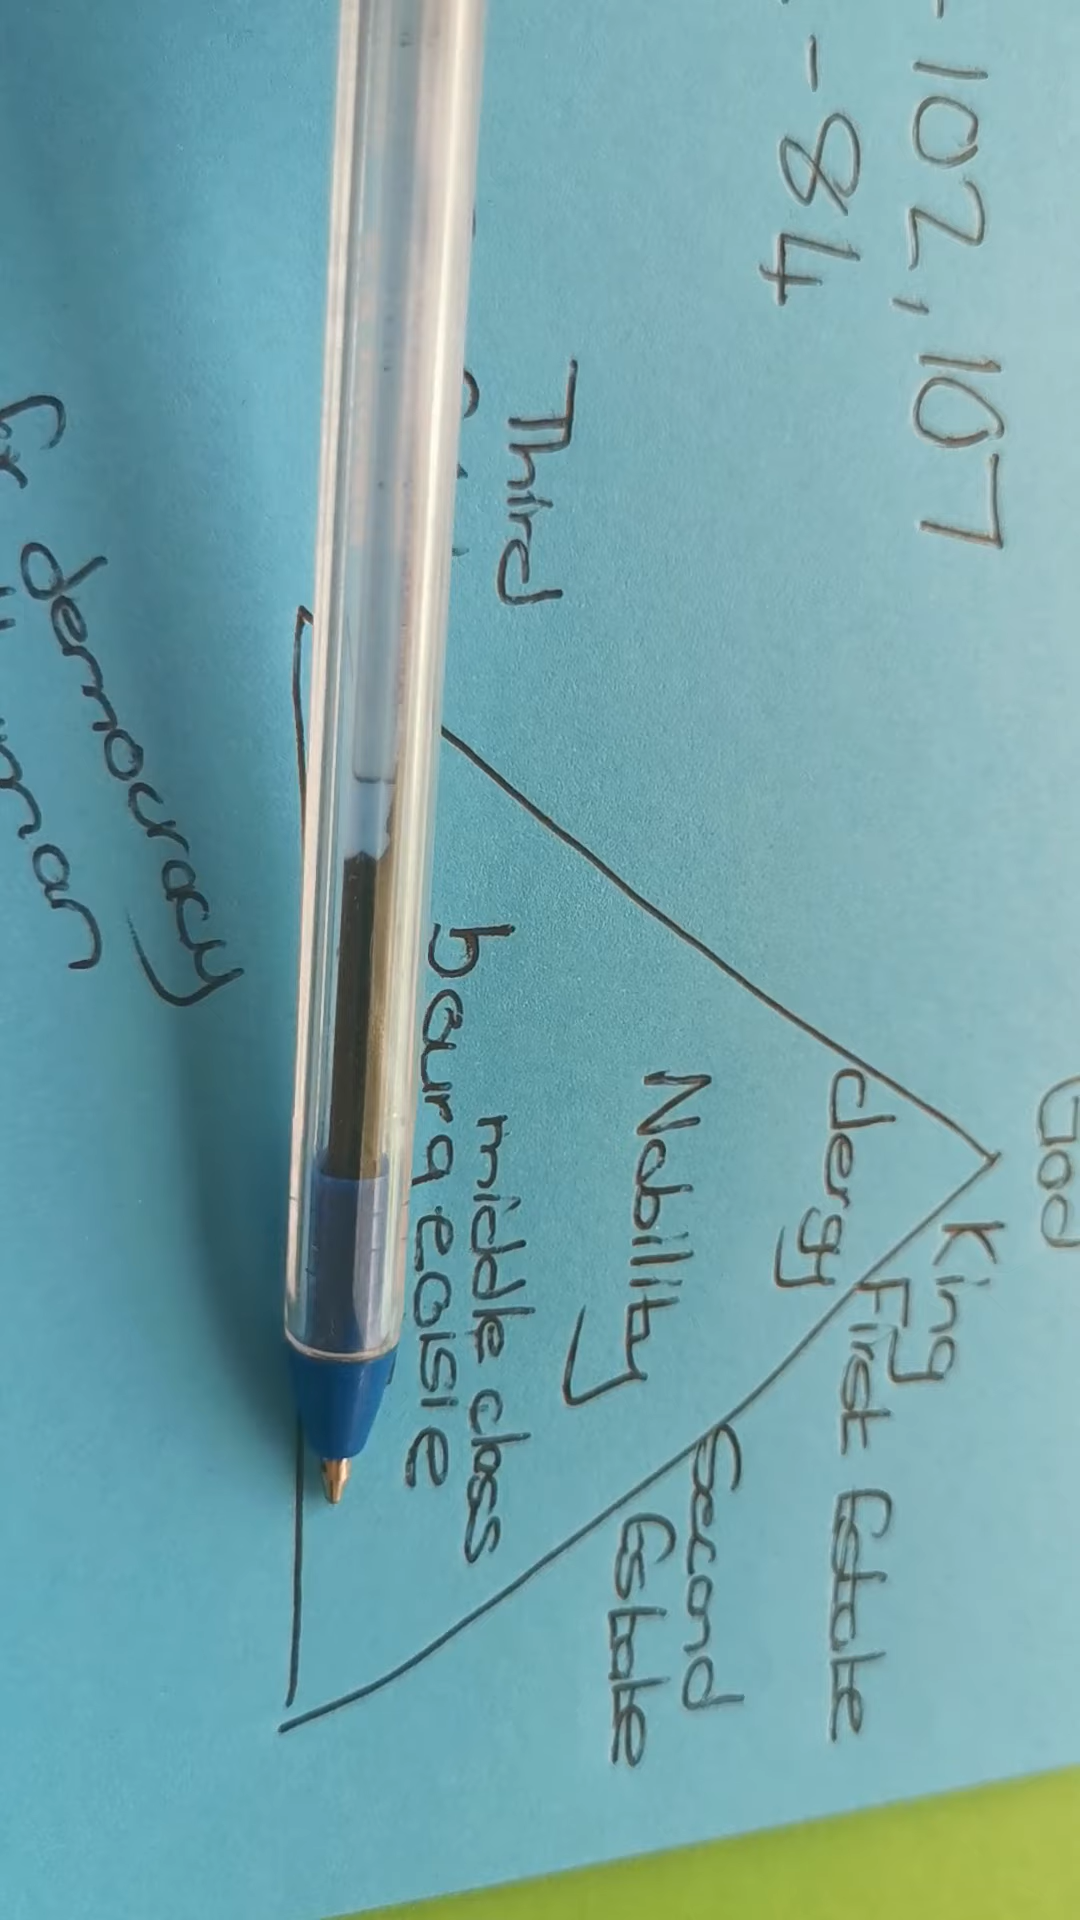 - 102, 107
- 84
God
King
clergy
First Estate
Nobility
Second
Estate
Third
middle class
bourgeoisie
democracy